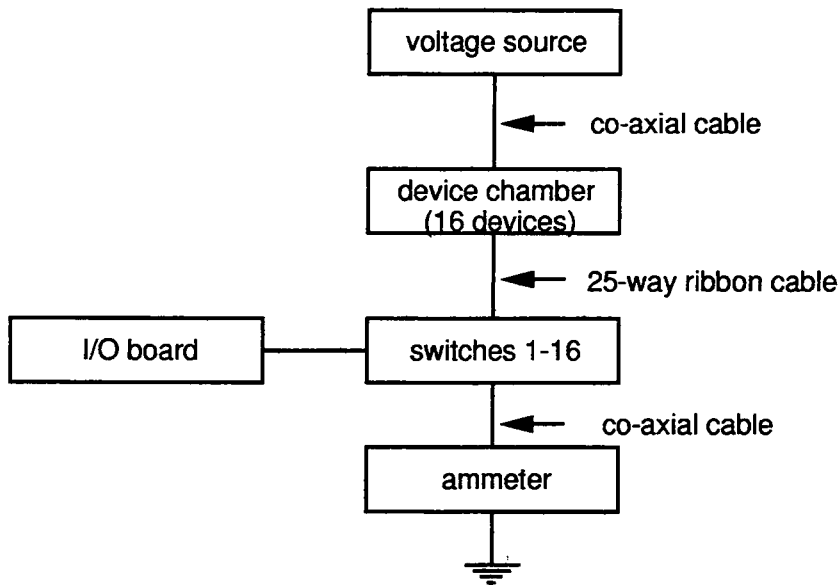 voltage source
co-axial cable
device chamber
(16 devices)
25-way ribbon cable
I/O board
switches 1-16
co-axial cable
ammeter